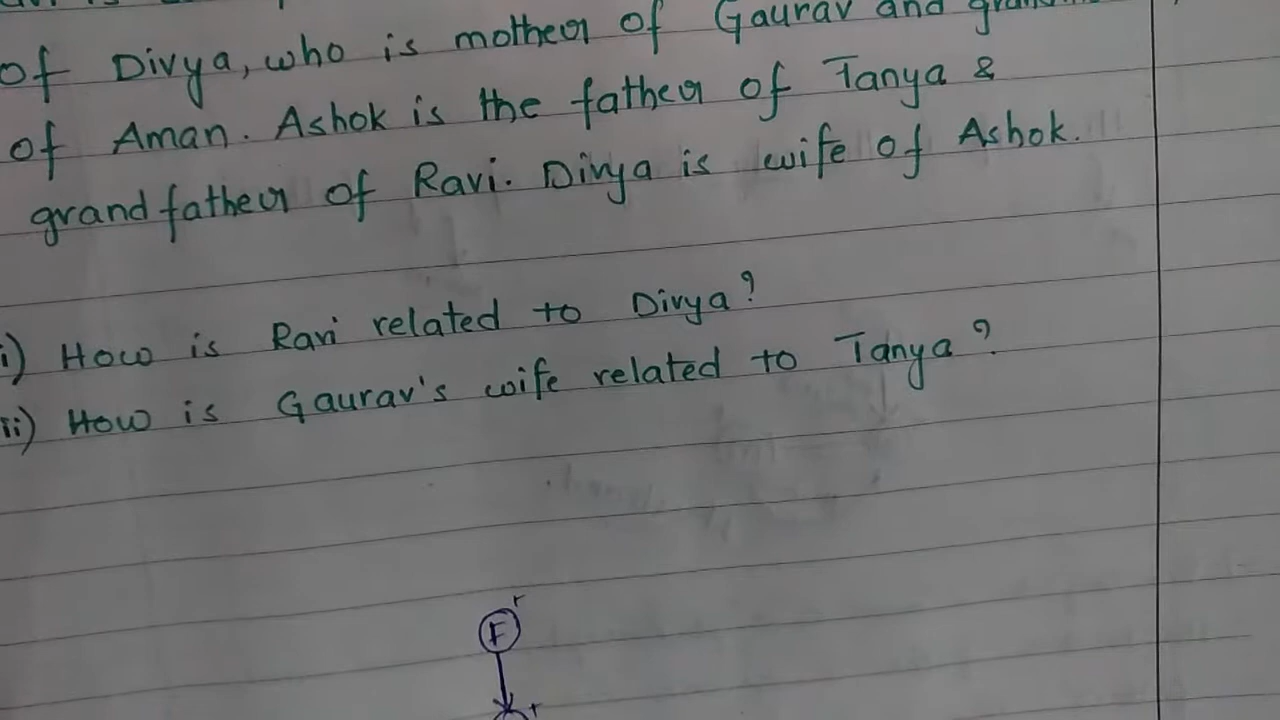 of Divya, who is mother of Gaurav and
of Aman. Ashok is the father of Tanya &
grandfather of Ravi. Divya is wife of Ashok.
i) How is Ravi related to Divya?
ii) How is Gaurav's wife related to Tanya?
F